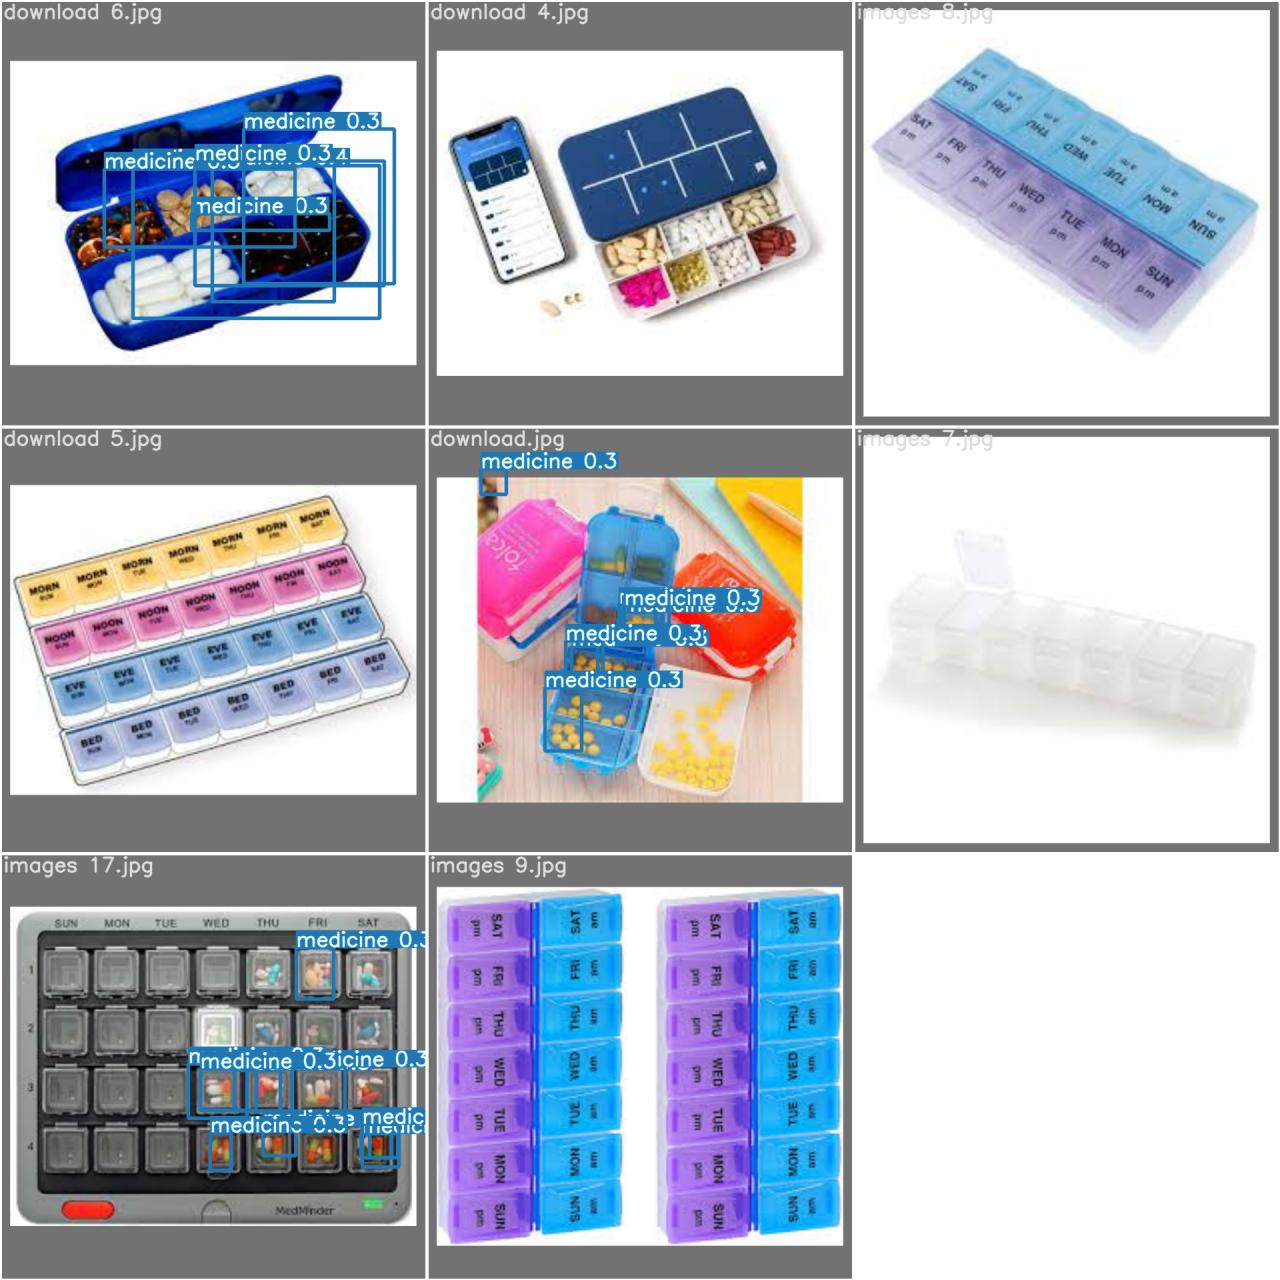 download 6.jpg
medicine 0.3
medicine 0.3
medicine
medicine 0.3
download 4.jpg
images 8.jpg
SAT am
FRI am
THU am
WED am
TUE am
MON am
SUN am
SAT pm
FRI pm
THU pm
WED pm
TUE pm
MON pm
SUN pm
download 5.jpg
MORN SUN
MORN MON
MORN TUE
MORN WED
MORN THU
MORN FRI
MORN SAT
NOON SUN
NOON MON
NOON TUE
NOON WED
NOON THU
NOON FRI
NOON SAT
EVE SUN
EVE MON
EVE TUE
EVE WED
EVE THU
EVE FRI
EVE SAT
BED SUN
BED MON
BED TUE
BED WED
BED THU
BED FRI
BED SAT
download.jpg
medicine 0.3
folca
medicine 0.3
medicine 0.3
medicine 0.3
images 7.jpg
images 17.jpg
SUN MON TUE WED THU FRI SAT
medicine 0.3
1
2
medicine 0.3
3
medicine 0.3
4
MedMinder
images 9.jpg
SAT pm SAT am SAT pm SAT am
FRI pm FRI am FRI pm FRI am
THU pm THU am THU pm THU am
WED pm WED am WED pm WED am
TUE pm TUE am TUE pm TUE am
MON pm MON am MON pm MON am
SUN pm SUN am SUN pm SUN am